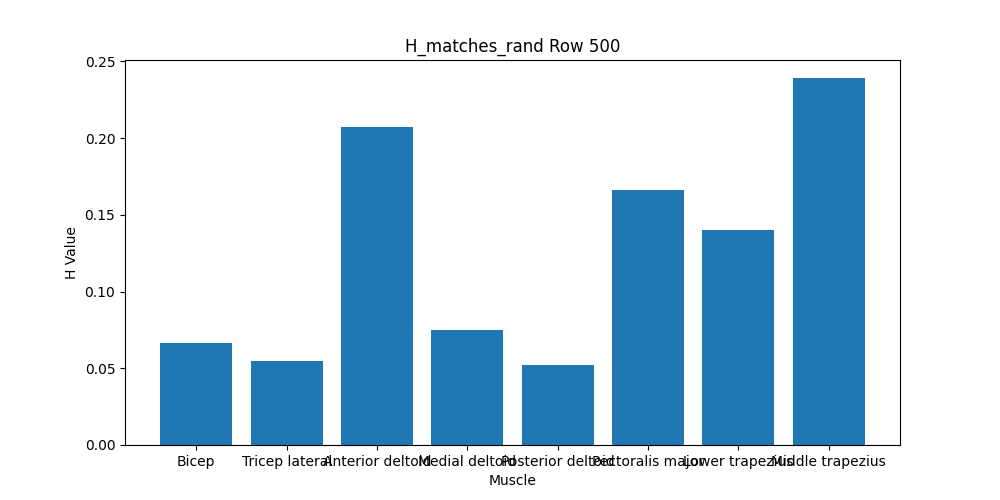 H_matches_rand Row 500
0.25
0.20
0.15
0.10
0.05
0.00
H Value
Bicep Tricep lateral Anterior deltoid Medial deltoid Posterior deltoid Pectoralis major Lower trapezius Middle trapezius
Muscle